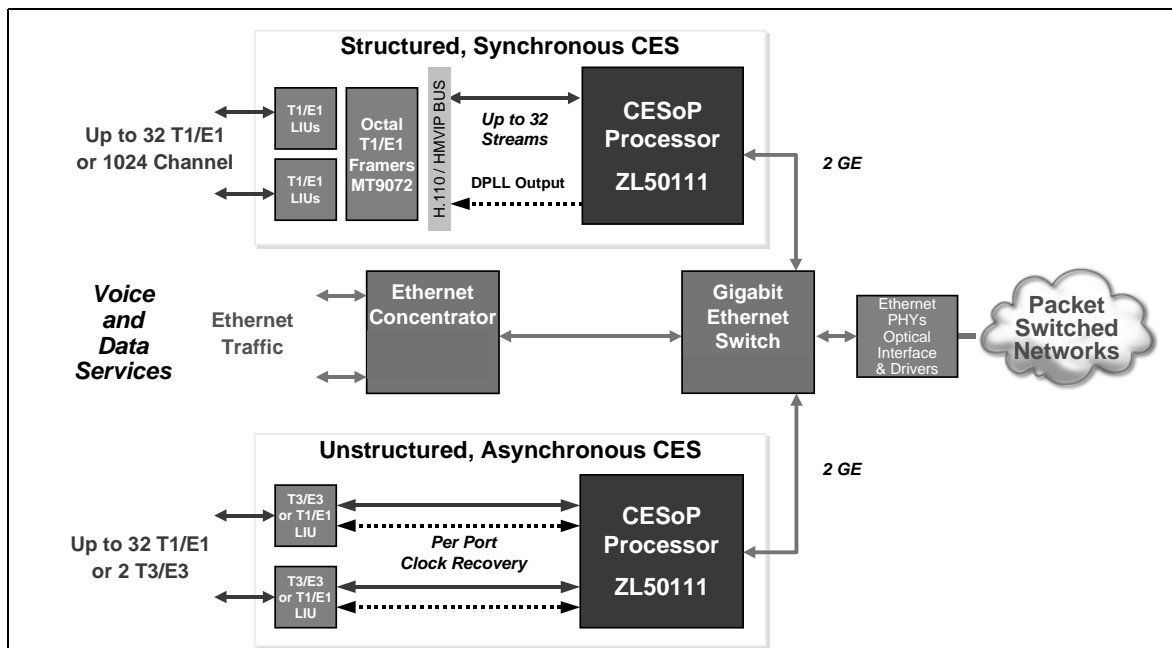 Structured, Synchronous CES
Up to 32 T1/E1
or 1024 Channel
T1/E1
LIUs
T1/E1
LIUs
Octal
T1/E1
Framers
MT9072
H.110 / HMVIP BUS
Up to 32
Streams
DPLL Output
CESoP
Processor
ZL50111
2 GE
Voice
and
Data
Services
Ethernet
Traffic
Ethernet
Concentrator
Gigabit
Ethernet
Switch
Ethernet
PHYs
Optical
Interface
& Drivers
Packet
Switched
Networks
Unstructured, Asynchronous CES
2 GE
Up to 32 T1/E1
or 2 T3/E3
T3/E3
or T1/E1
LIU
T3/E3
or T1/E1
LIU
Per Port
Clock Recovery
CESoP
Processor
ZL50111